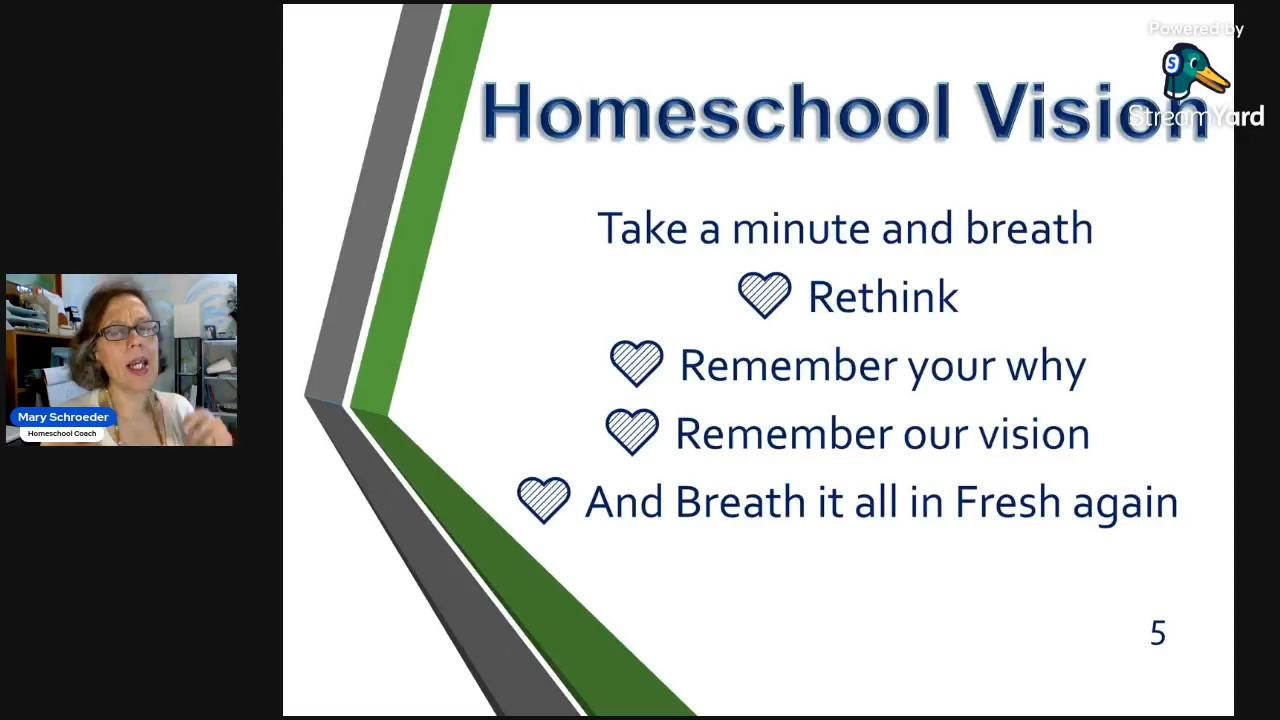 Powered by
StreamYard
Homeschool Vision
Take a minute and breath
Rethink
Remember your why
Remember our vision
And Breath it all in Fresh again
5
Mary Schroeder
Homeschool Coach